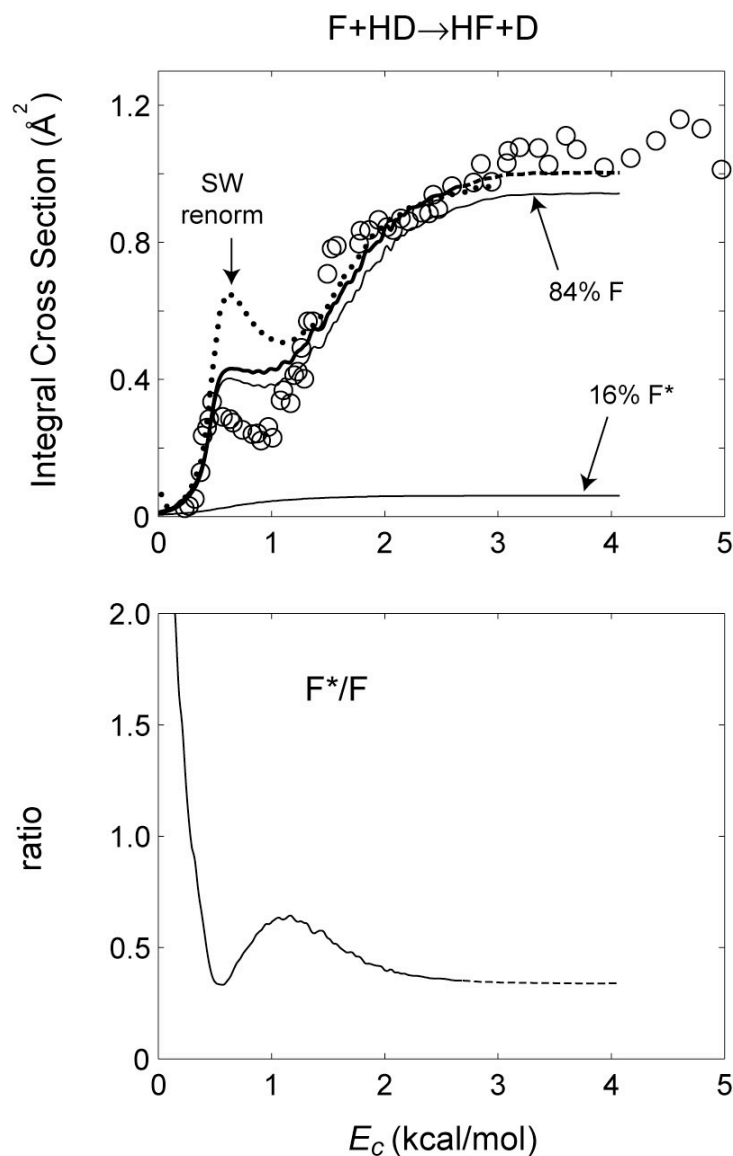 F+HD→HF+D
Integral Cross Section (Å²)
1.2
0.8
0.4
0
SW
renorm
84% F
16% F*
0 1 2 3 4 5
ratio
2.0
1.5
1.0
0.5
0
F*/F
0 1 2 3 4 5
E_c (kcal/mol)